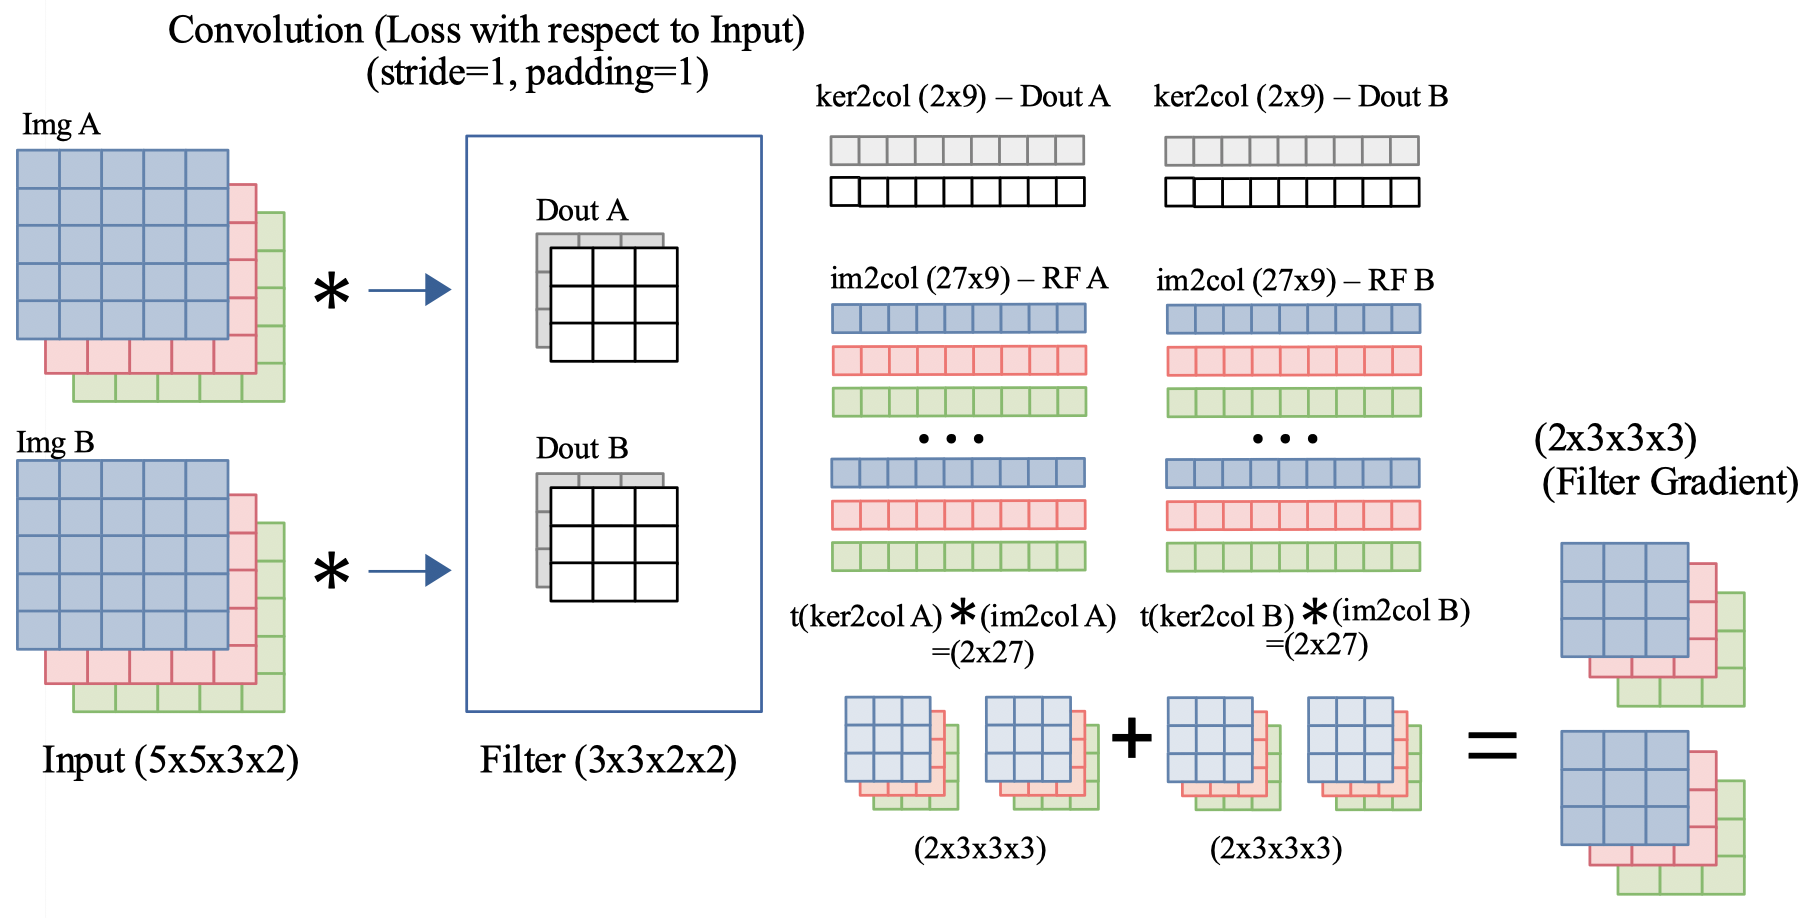 Convolution (Loss with respect to Input)
(stride=1, padding=1)
Img A
*
Dout A
Img B
*
Dout B
Input (5x5x3x2)
Filter (3x3x2x2)
ker2col (2x9) – Dout A
ker2col (2x9) – Dout B
im2col (27x9) – RF A
im2col (27x9) – RF B
• • •
• • •
t(ker2col A) * (im2col A)
=(2x27)
t(ker2col B) * (im2col B)
=(2x27)
+
=
(2x3x3x3)
(2x3x3x3)
(2x3x3x3)
(Filter Gradient)